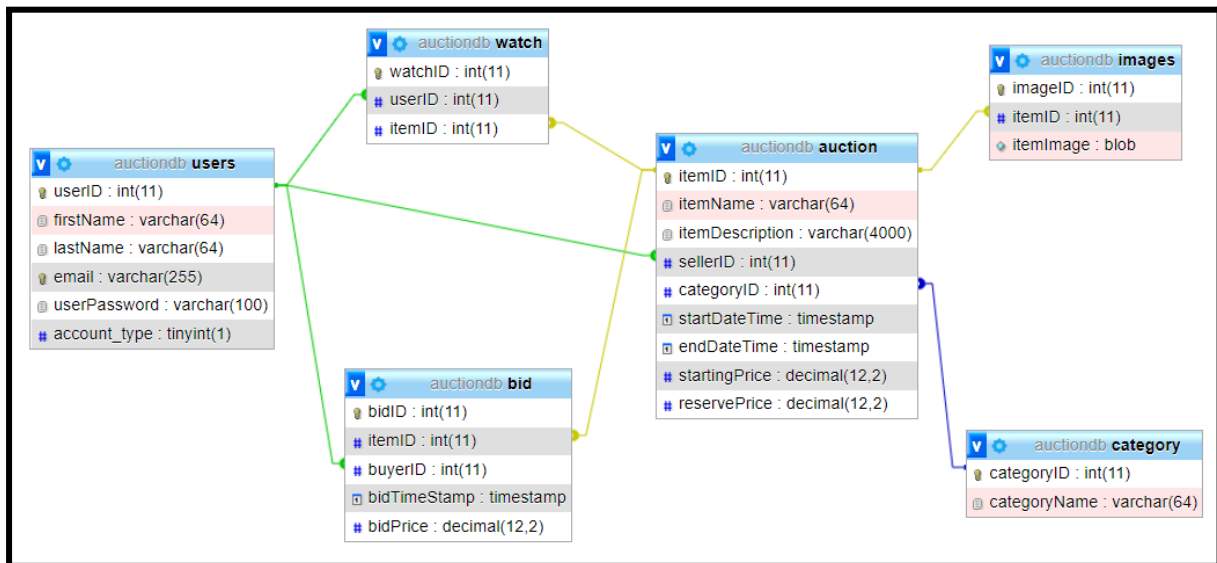 v auctiondb watch
watchID : int(11)
# userID : int(11)
# itemID : int(11)
v auctiondb images
imageID : int(11)
# itemID : int(11)
itemImage : blob
v auctiondb users
userID : int(11)
firstName : varchar(64)
lastName : varchar(64)
email : varchar(255)
userPassword : varchar(100)
# account_type : tinyint(1)
v auctiondb auction
itemID : int(11)
itemName : varchar(64)
itemDescription : varchar(4000)
# sellerID : int(11)
# categoryID : int(11)
startDateTime : timestamp
endDateTime : timestamp
# startingPrice : decimal(12,2)
# reservePrice : decimal(12,2)
v auctiondb bid
bidID : int(11)
# itemID : int(11)
# buyerID : int(11)
bidTimeStamp : timestamp
# bidPrice : decimal(12,2)
v auctiondb category
categoryID : int(11)
categoryName : varchar(64)